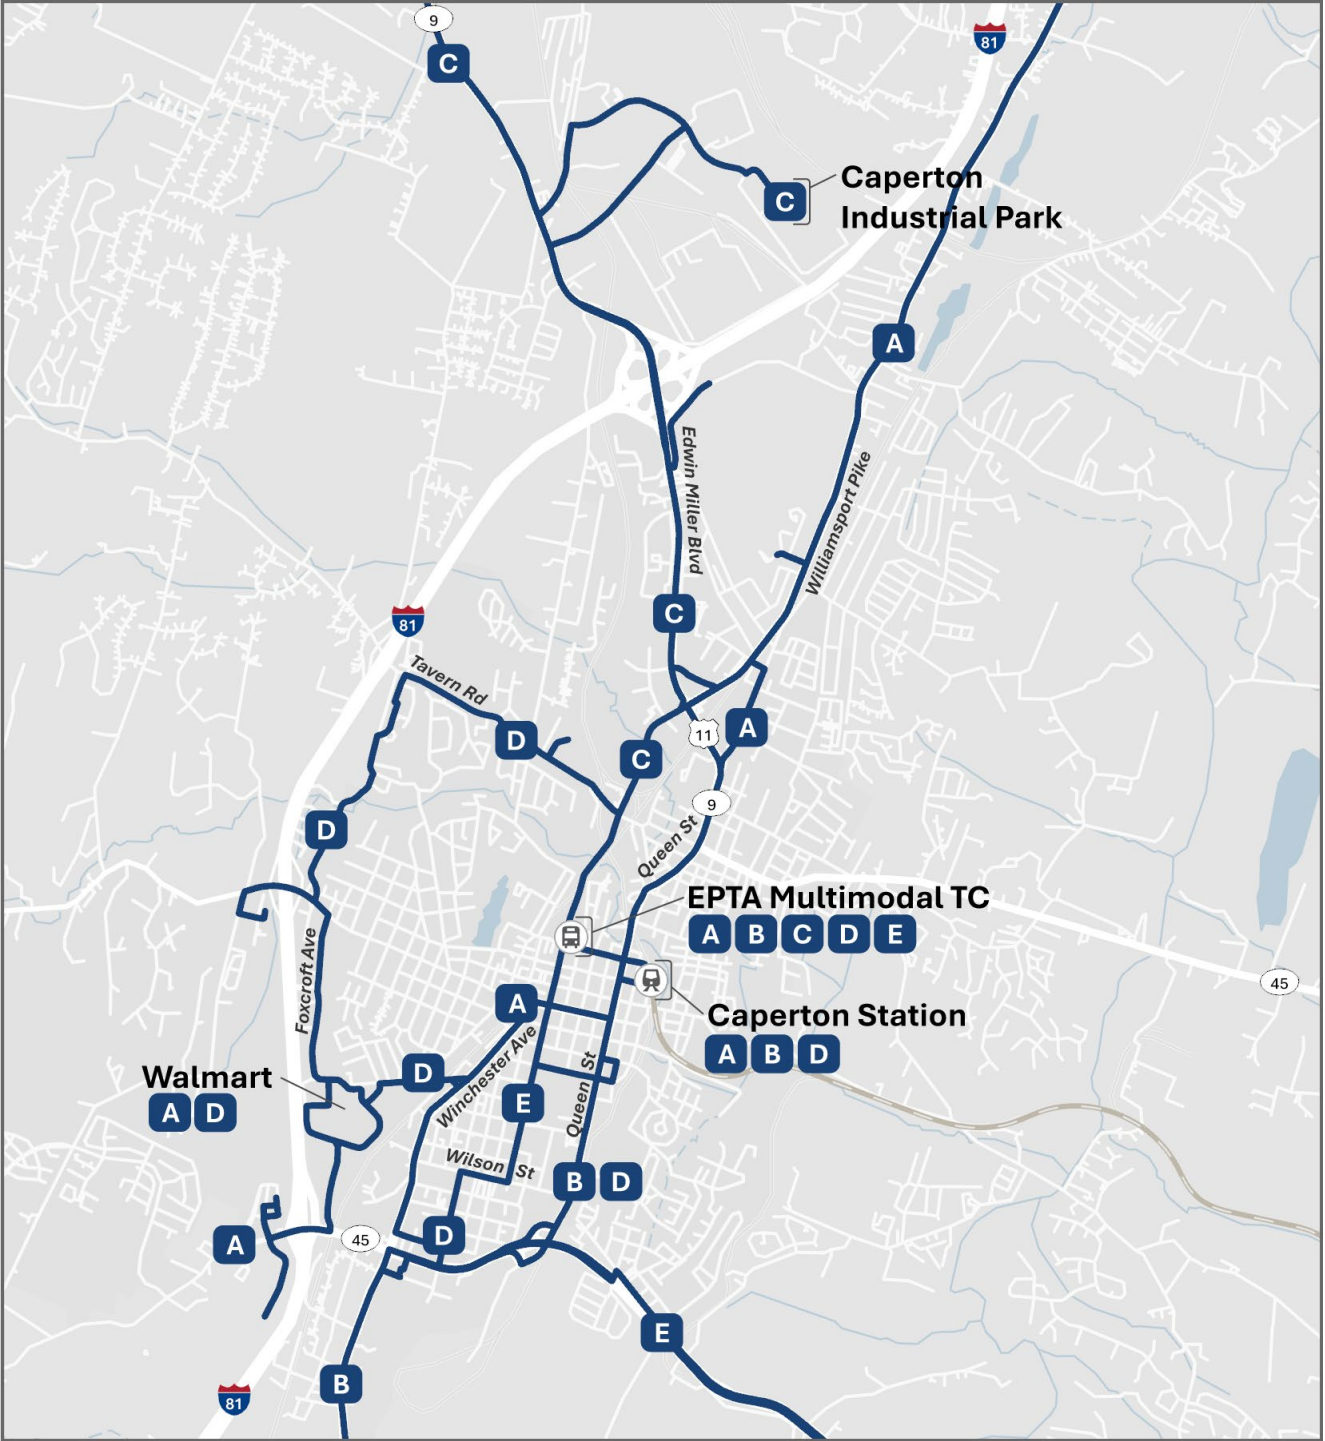 9
C
81
Caperton
Industrial Park
C
A
Edwin Miller Blvd
Williamsport Pike
C
81
Tavern Rd
D
A
11
C
9
D
Queen St
EPTA Multimodal TC
A B C D E
Foxcroft Ave
45
A
Caperton Station
A B D
Winchester Ave
D
Walmart
A D
E
Queen St
Wilson St
B D
A
45
D
E
B
81